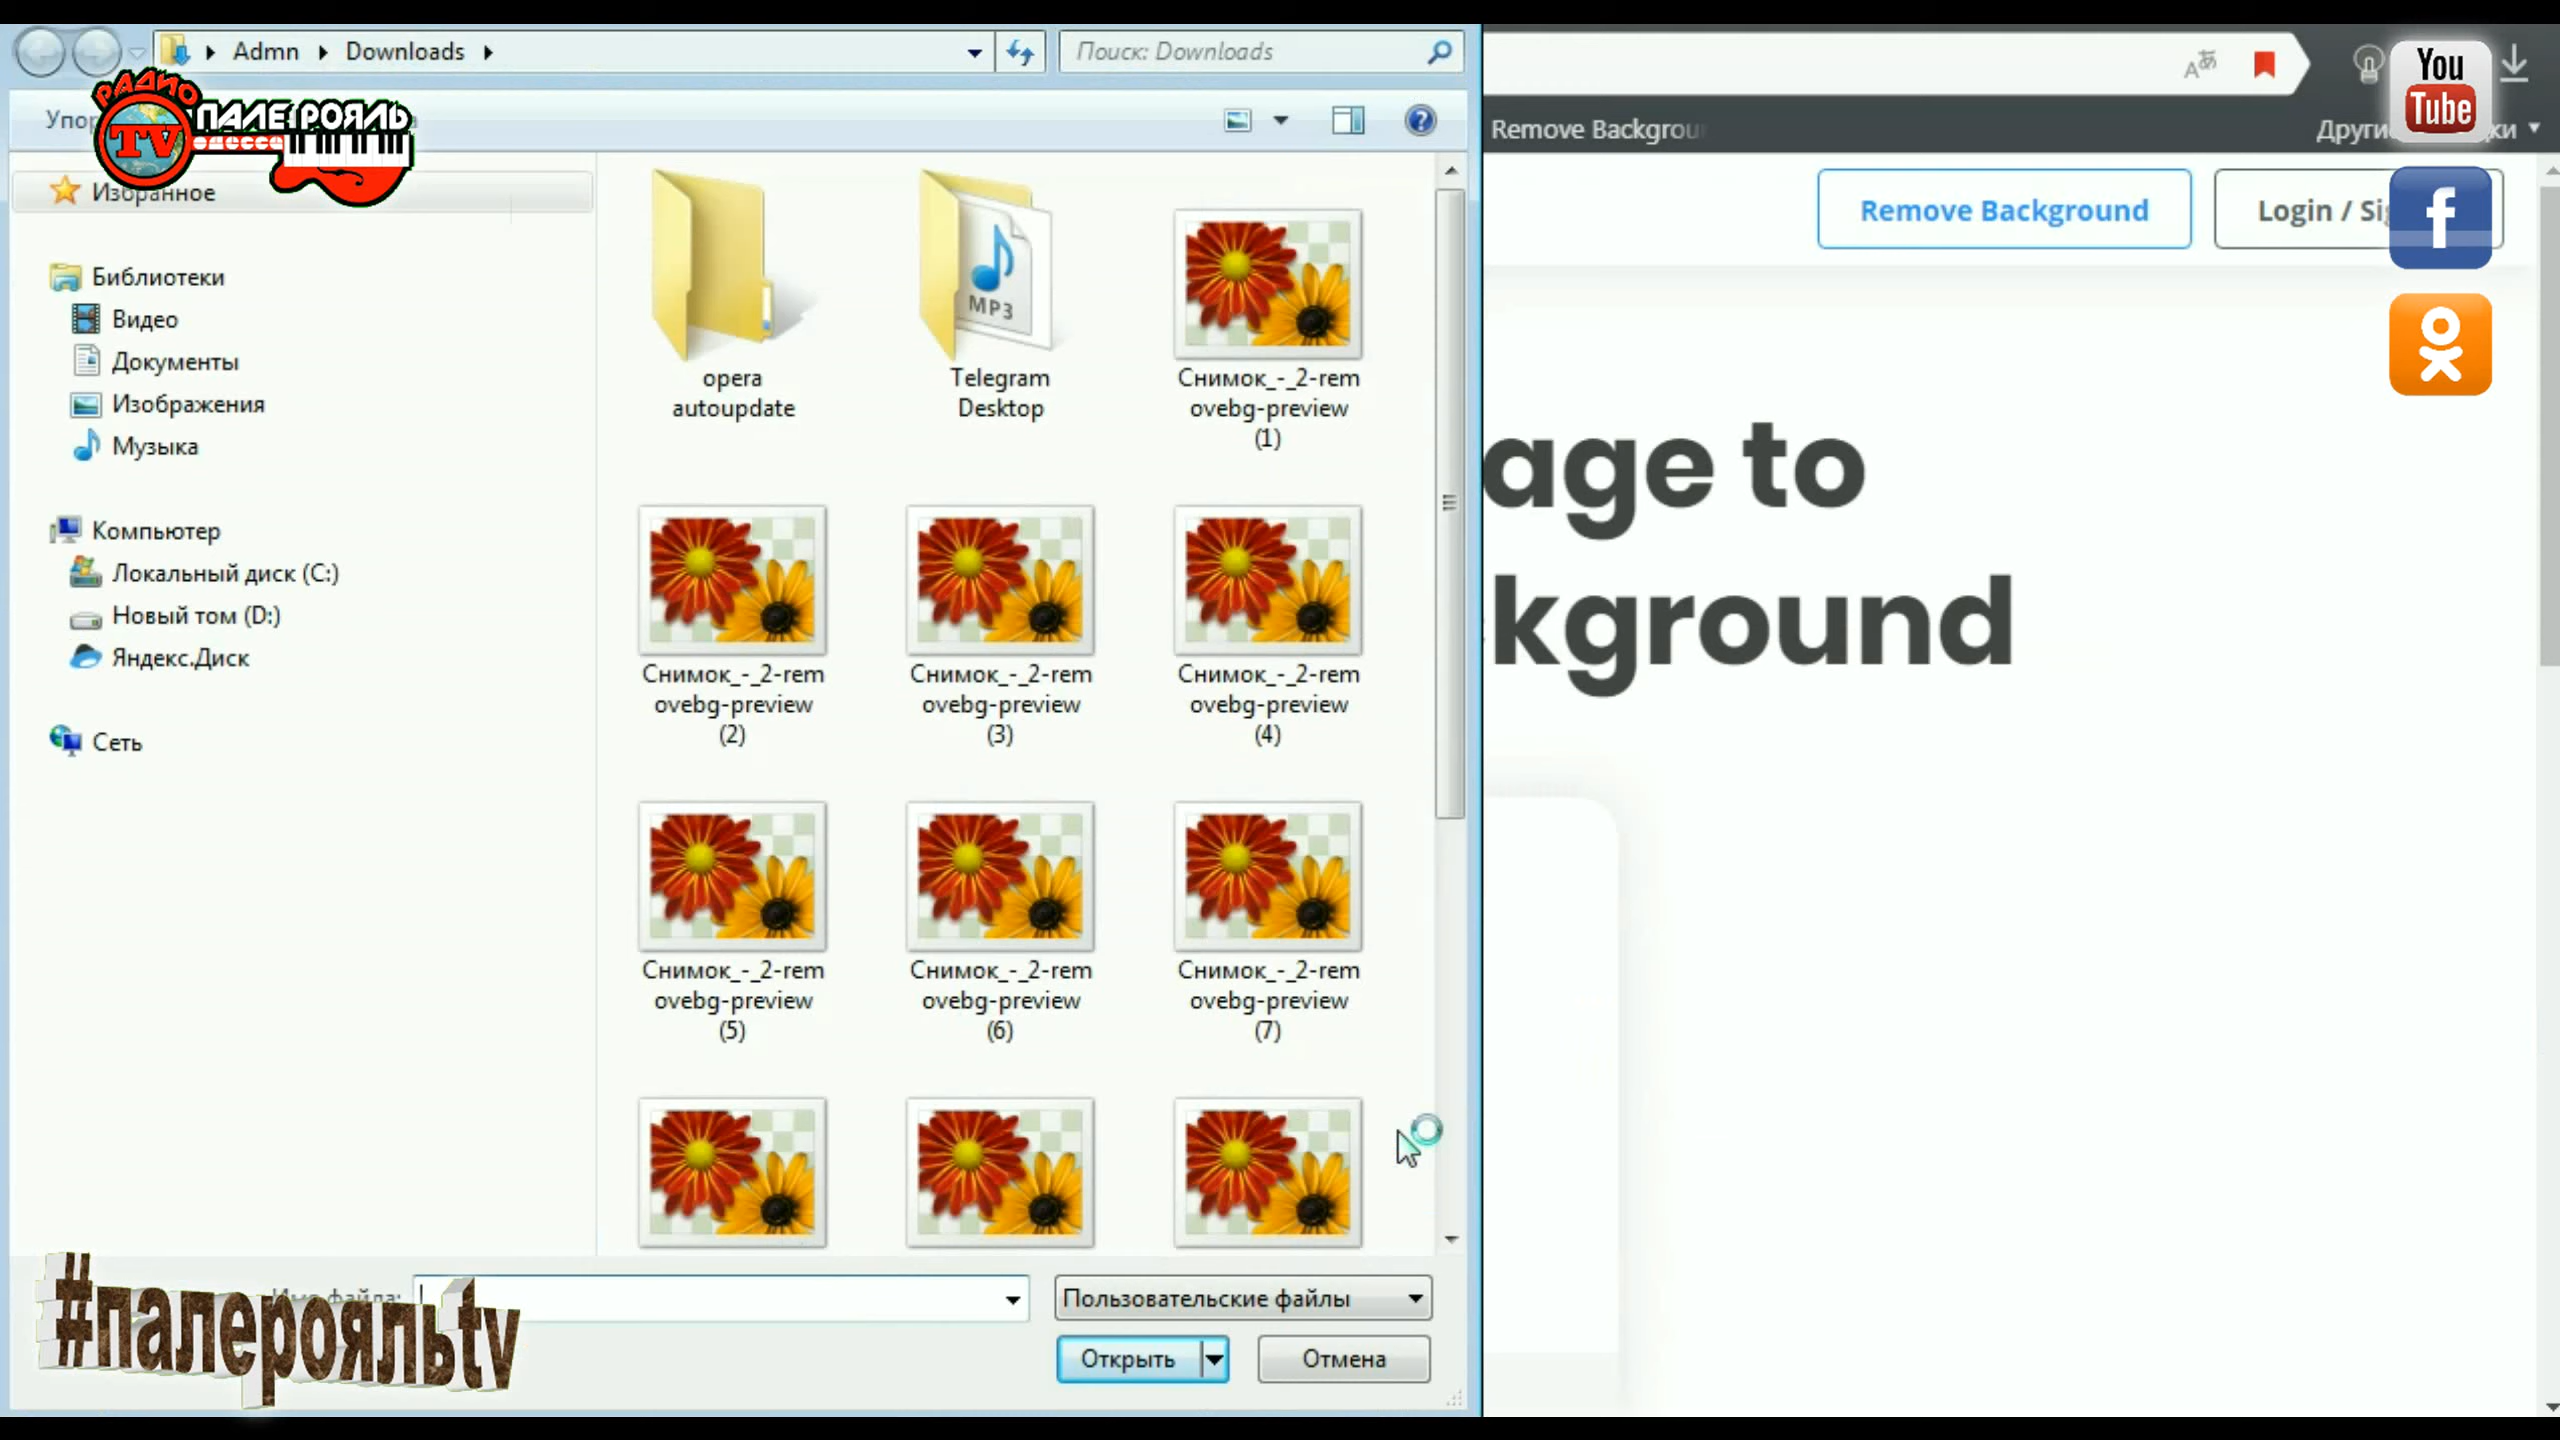 Admn
Downloads
Поиск: Downloads
РАДИО
TV
ПАЛЕ РОЯЛЬ
одесса
Remove Backgrou
You
Tube
Избранное
Библиотеки
Видео
Документы
Изображения
Музыка
Компьютер
Локальный диск (C:)
Новый том (D:)
Яндекс.Диск
Сеть
opera
autoupdate
MP3
Telegram
Desktop
Снимок_-_2-rem
ovebg-preview
(1)
Снимок_-_2-rem
ovebg-preview
(2)
Снимок_-_2-rem
ovebg-preview
(3)
Снимок_-_2-rem
ovebg-preview
(4)
Снимок_-_2-rem
ovebg-preview
(5)
Снимок_-_2-rem
ovebg-preview
(6)
Снимок_-_2-rem
ovebg-preview
(7)
Remove Background
Login / Si
f
age to
kground
Имя файла:
Пользовательские файлы
Открыть
Отмена
#палерояльtv